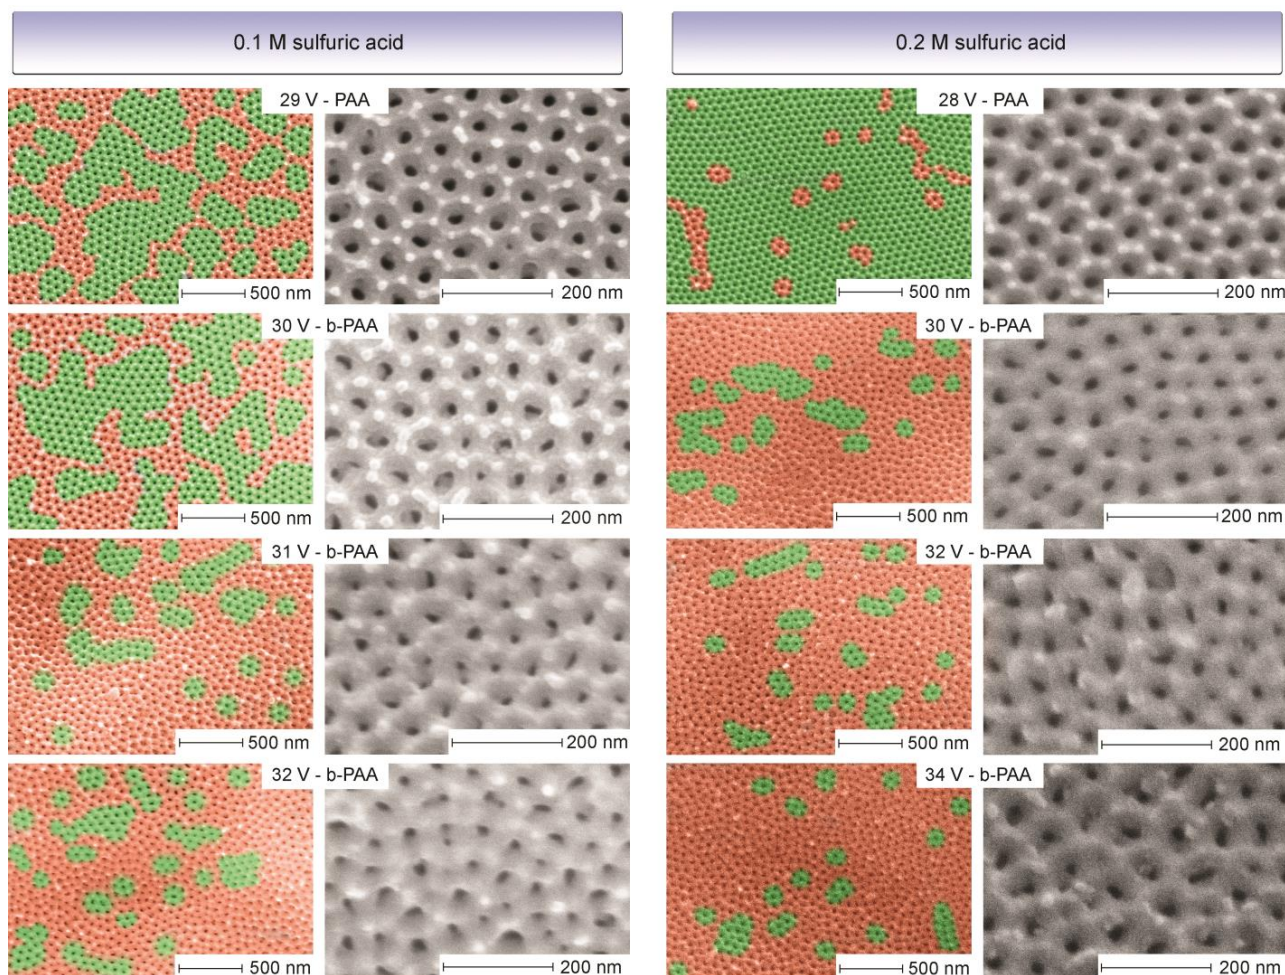 0.1 M sulfuric acid
0.2 M sulfuric acid
29 V - PAA
500 nm
200 nm
28 V - PAA
500 nm
200 nm
30 V - b-PAA
500 nm
200 nm
30 V - b-PAA
500 nm
200 nm
31 V - b-PAA
500 nm
200 nm
32 V - b-PAA
500 nm
200 nm
32 V - b-PAA
500 nm
200 nm
34 V - b-PAA
500 nm
200 nm